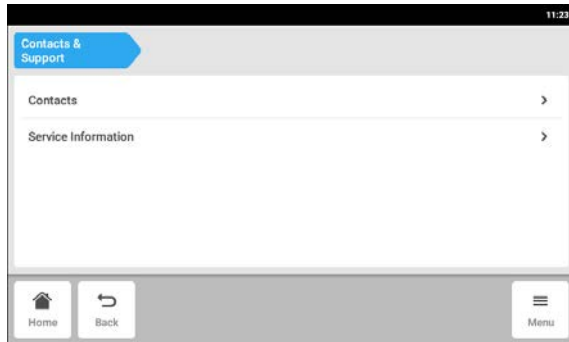 11:23
Contacts &
Support
Contacts
Service Information
Home
Back
Menu